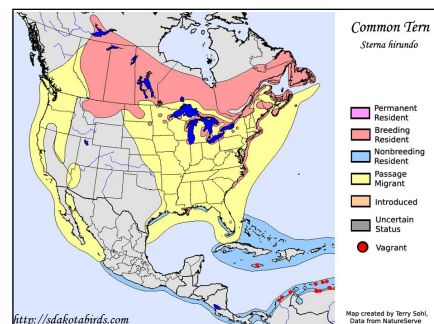 Common Tern
Sterna hirundo
Permanent
Resident
Breeding
Resident
Nonbreeding
Resident
Passage
Migrant
Introduced
Uncertain
Status
Vagrant
Map created by Terry Sohl,
Data from NatureServe
http://sdakotabirds.com